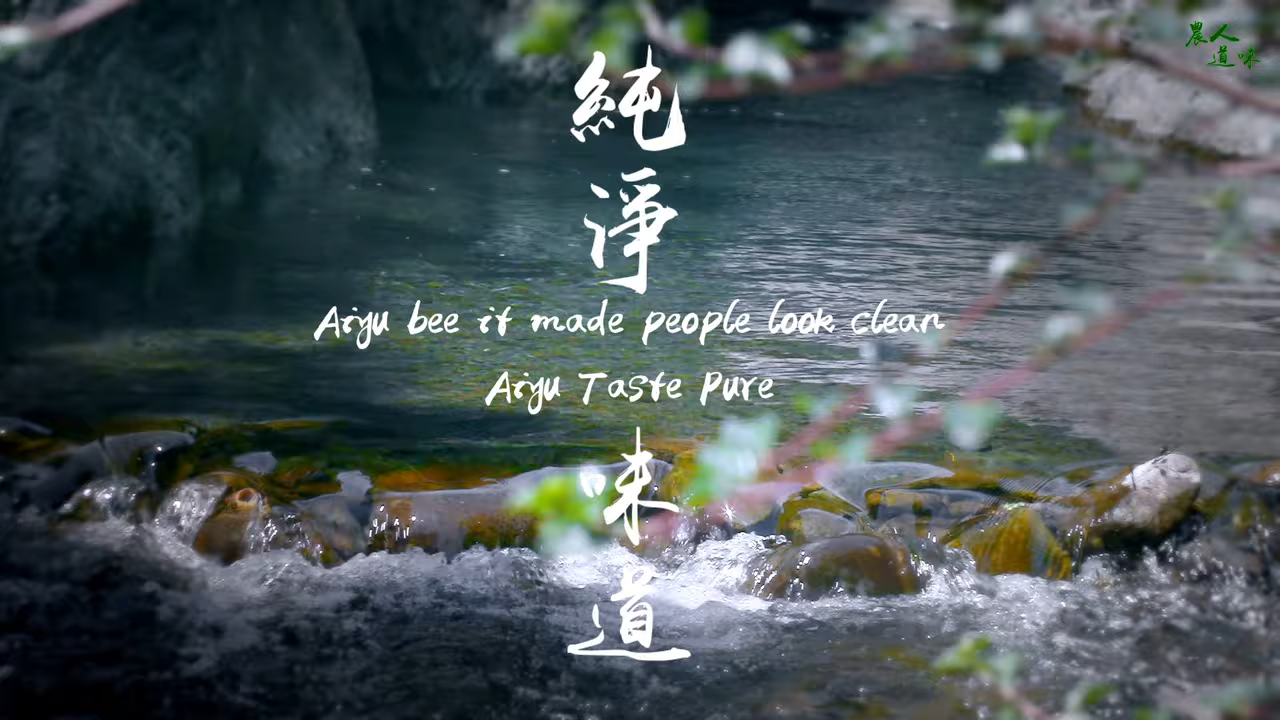 農人
道味
純淨
Aiyu bee it made people look clean
Aiyu Taste Pure
味道